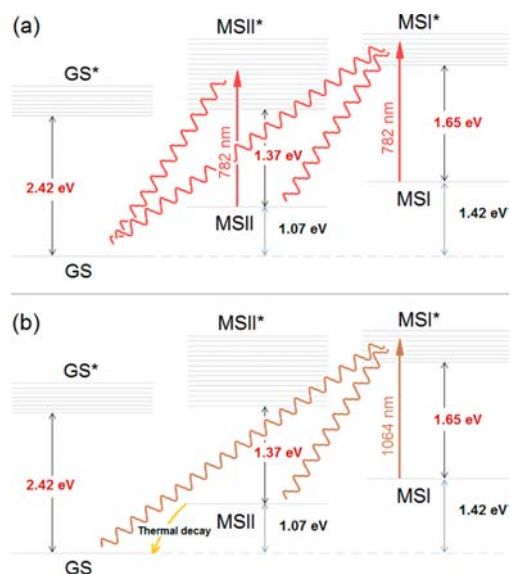 (a)
MSII*
MSI*
GS*
782 nm
782 nm
2.42 eV
1.37 eV
1.65 eV
MSII
MSI
1.07 eV
1.42 eV
GS
(b)
MSII*
MSI*
GS*
1064 nm
2.42 eV
1.37 eV
1.65 eV
MSII
MSI
Thermal decay
1.07 eV
1.42 eV
GS